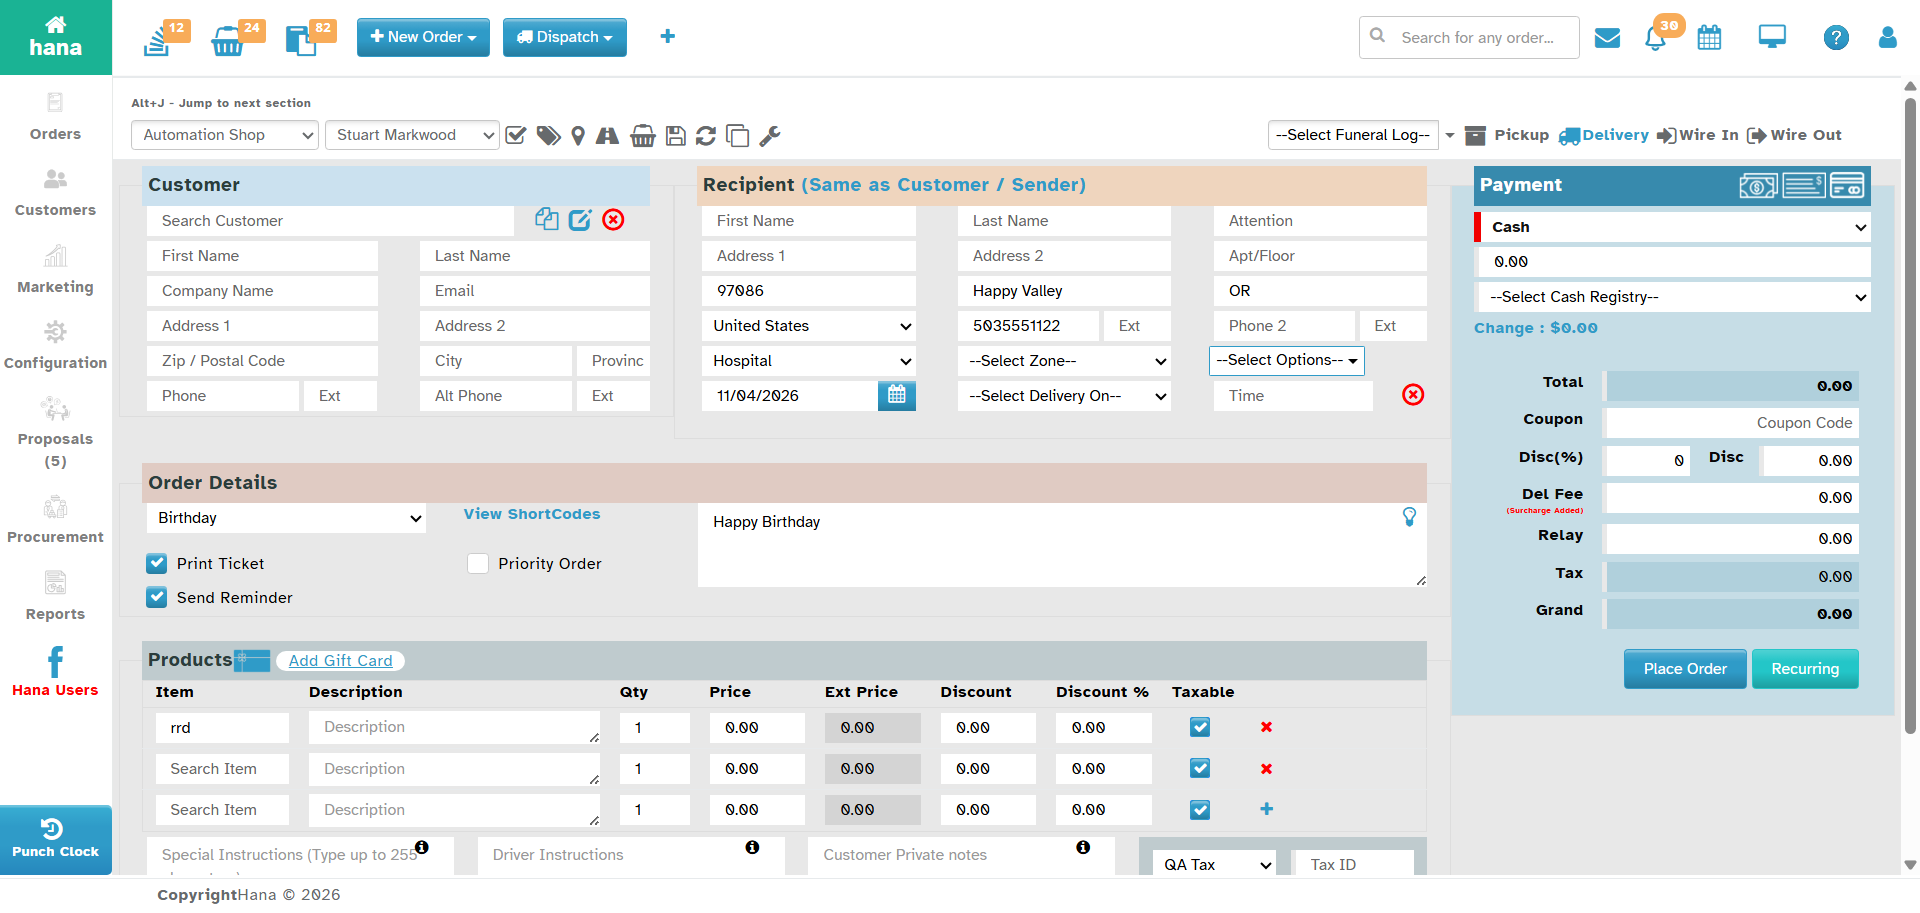 hana
12
24
82
New Order
Dispatch
Search for any order...
30
Orders
Customers
Marketing
Configuration
Proposals
(5)
Procurement
Reports
Hana Users
Punch Clock
Alt+J - Jump to next section
Automation Shop
Stuart Markwood
--Select Funeral Log--
Pickup
Delivery
Wire In
Wire Out
Customer
Search Customer
First Name
Last Name
Company Name
Email
Address 1
Address 2
Zip / Postal Code
City
Provinc
Phone
Ext
Alt Phone
Ext
Recipient (Same as Customer / Sender)
First Name
Last Name
Attention
Address 1
Address 2
Apt/Floor
97086
Happy Valley
OR
United States
5035551122
Ext
Phone 2
Ext
Hospital
--Select Zone--
--Select Options--
11/04/2026
--Select Delivery On--
Time
Payment
Cash
0.00
--Select Cash Registry--
Change : $0.00
Total
0.00
Coupon
Coupon Code
Disc(%)
0
Disc
0.00
Del Fee
0.00
(Surcharge Added)
Relay
0.00
Tax
0.00
Grand
0.00
Place Order
Recurring
Order Details
Birthday
View ShortCodes
Happy Birthday
Print Ticket
Priority Order
Send Reminder
Products
Add Gift Card
Item
Description
Qty
Price
Ext Price
Discount
Discount %
Taxable
rrd
Description
1
0.00
0.00
0.00
0.00
Search Item
Description
1
0.00
0.00
0.00
0.00
Search Item
Description
1
0.00
0.00
0.00
0.00
Special Instructions (Type up to 255
Driver Instructions
Customer Private notes
QA Tax
Tax ID
CopyrightHana © 2026